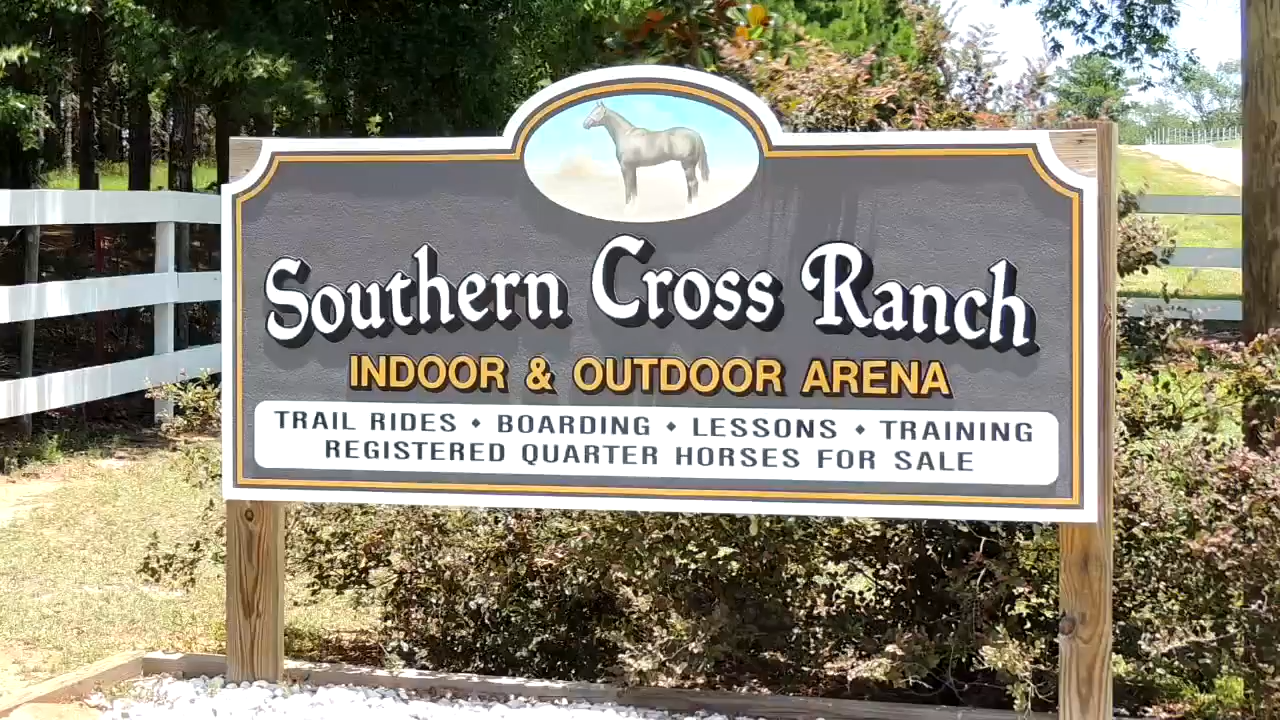 Southern Cross Ranch
INDOOR & OUTDOOR ARENA
TRAIL RIDES • BOARDING • LESSONS • TRAINING
REGISTERED QUARTER HORSES FOR SALE